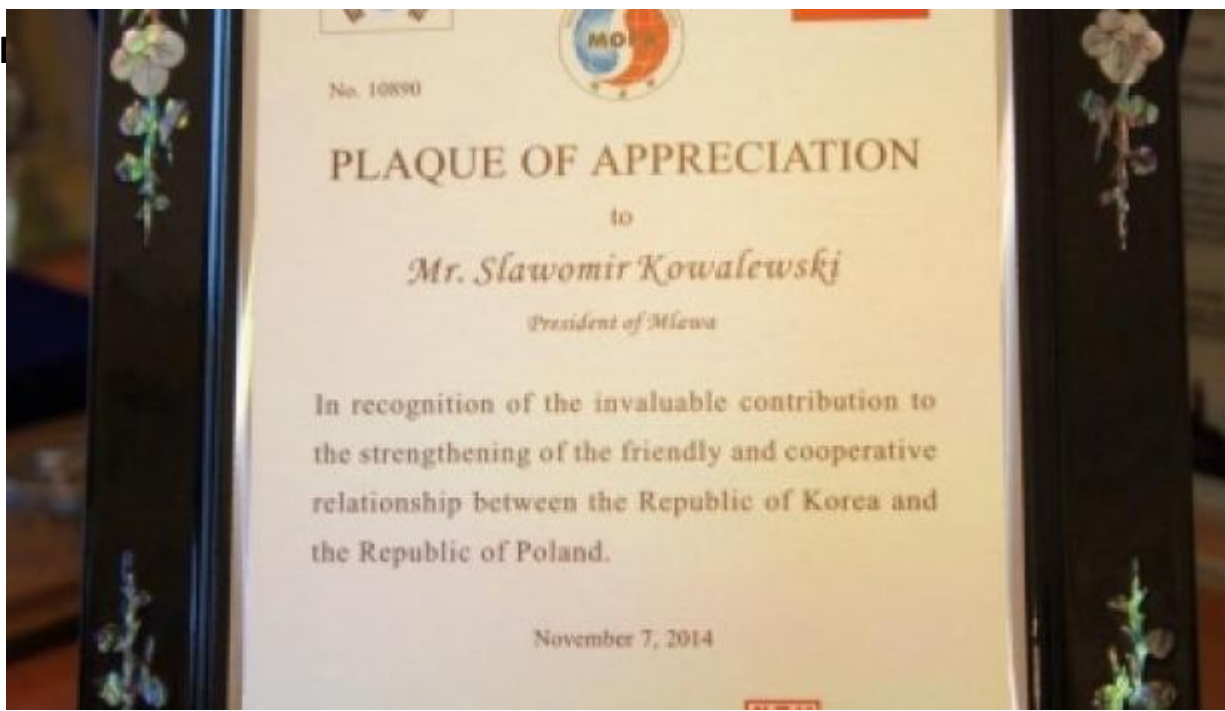 No. 10890
PLAQUE OF APPRECIATION
to
Mr. Slawomir Kowalewski
President of Mlawa
In recognition of the invaluable contribution to
the strengthening of the friendly and cooperative
relationship between the Republic of Korea and
the Republic of Poland.
November 7, 2014